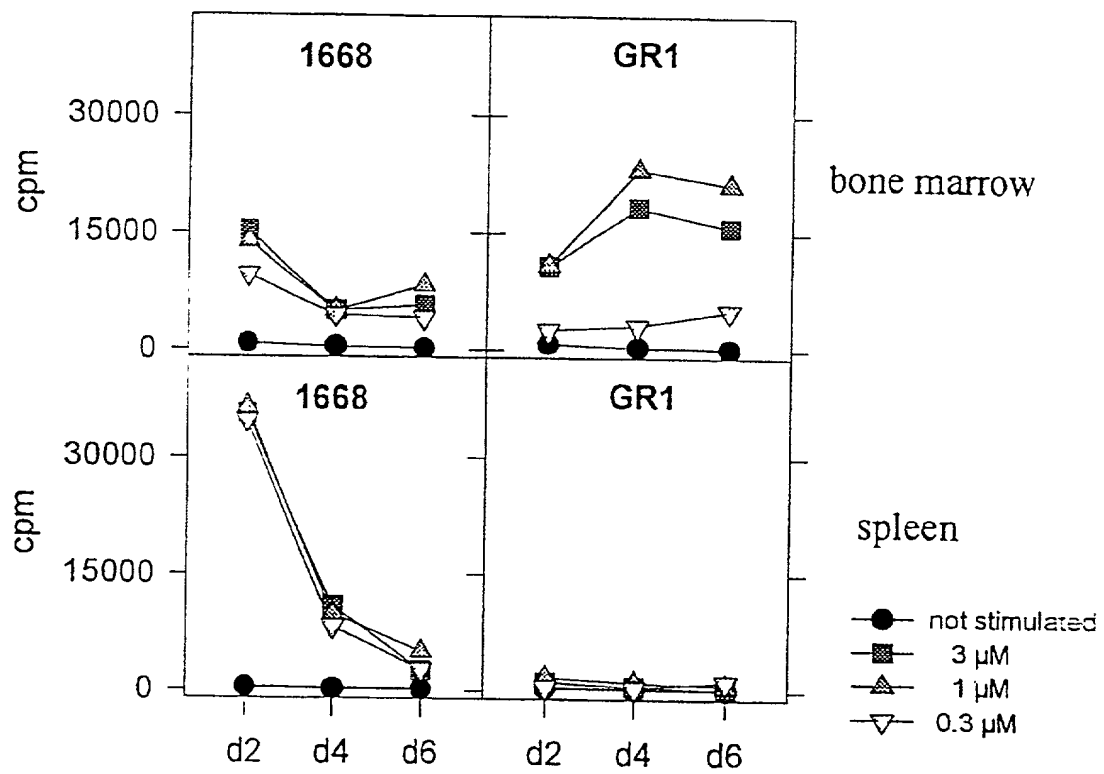 1668 GR1
30000
15000
0
cpm
bone marrow
1668 GR1
30000
15000
0
cpm
spleen
d2 d4 d6 d2 d4 d6
not stimulated
3 µM
1 µM
0.3 µM